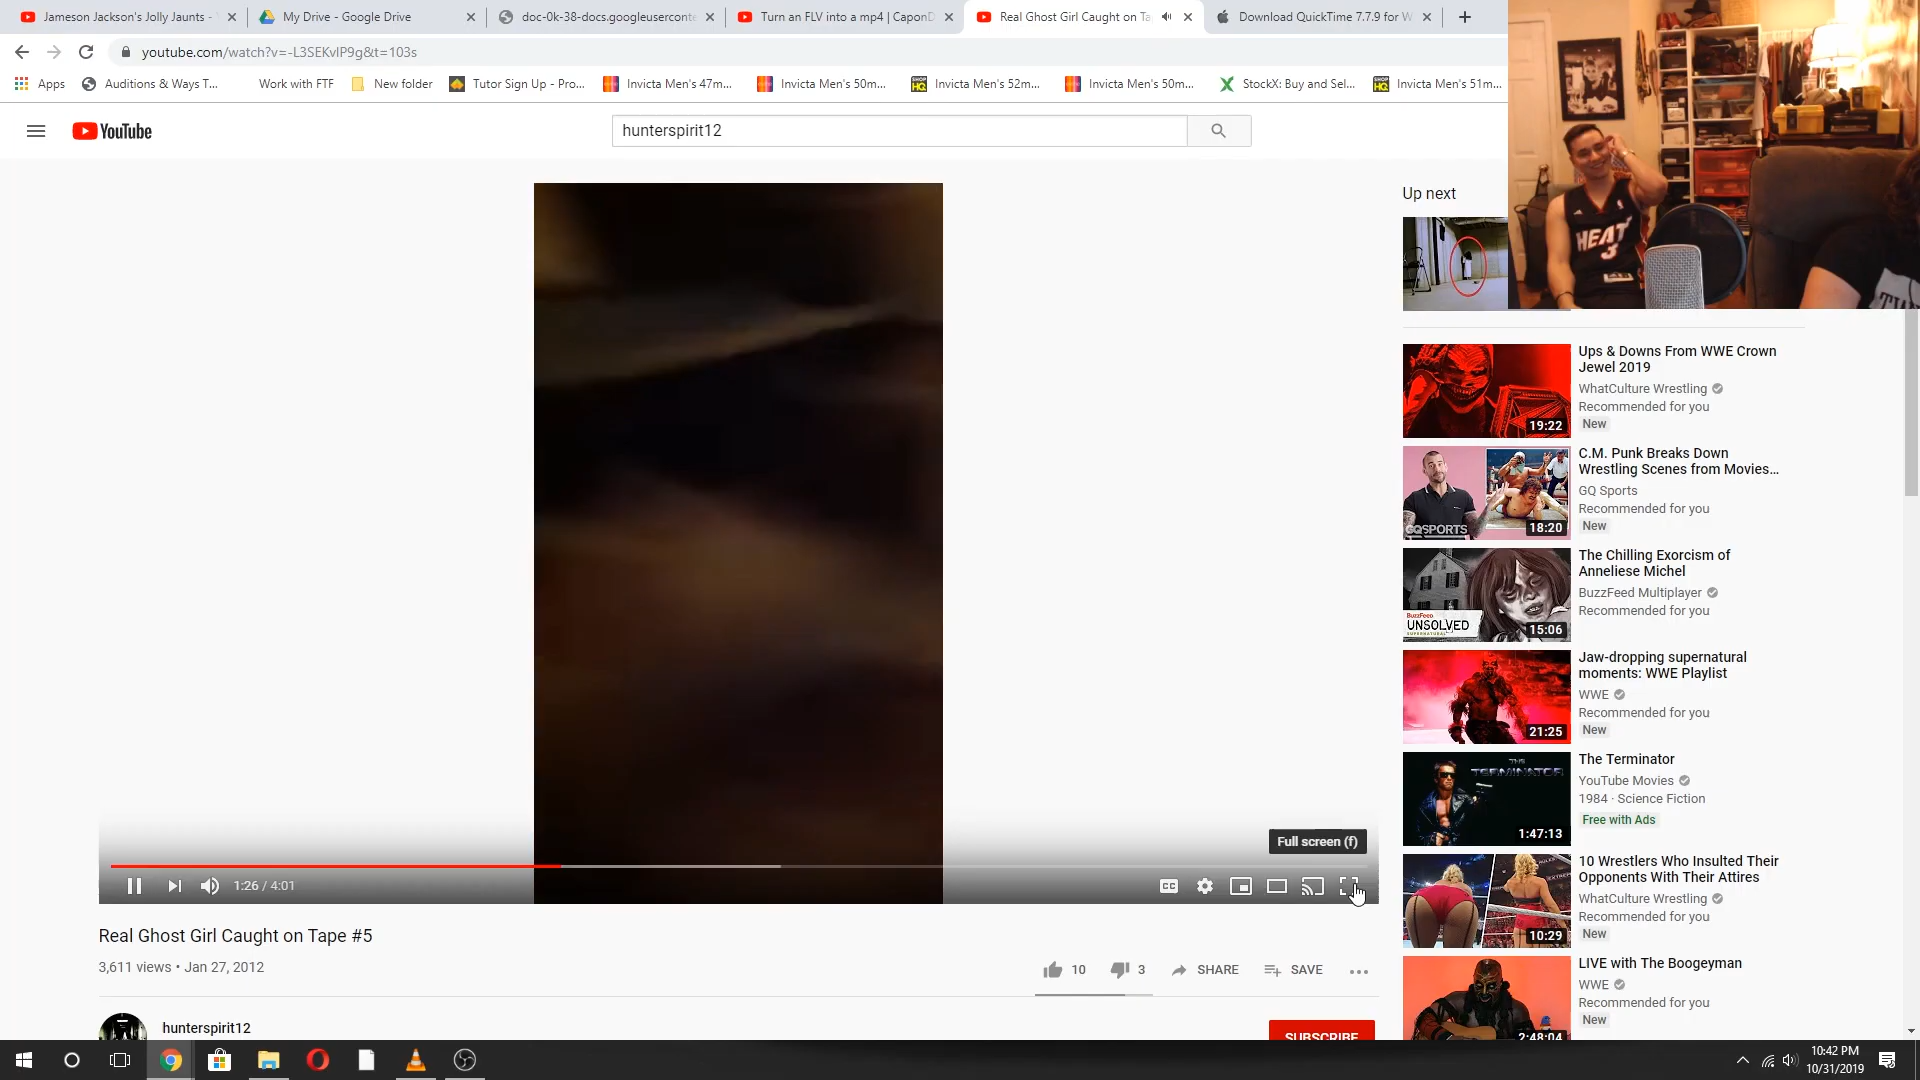 Jameson Jackson's Jolly Jaunts -
My Drive - Google Drive
doc-0k-38-docs.googleuserconte
Turn an FLV into a mp4 | CaponD
Real Ghost Girl Caught on Ta
Download QuickTime 7.7.9 for W
youtube.com/watch?v=-L3SEKvIP9g&t=103s
Apps
Auditions & Ways T...
Work with FTF
New folder
Tutor Sign Up - Pro...
Invicta Men's 47m...
Invicta Men's 50m...
SHOP HQ
Invicta Men's 52m...
Invicta Men's 50m...
StockX: Buy and Sel...
SHOP HQ
Invicta Men's 51m...
YouTube
hunterspirit12
HEAT
3
Up next
Ups & Downs From WWE Crown
Jewel 2019
WhatCulture Wrestling
Recommended for you
New
19:22
C.M. Punk Breaks Down
Wrestling Scenes from Movies...
GQ Sports
Recommended for you
New
GQSPORTS
18:20
The Chilling Exorcism of
Anneliese Michel
BuzzFeed Multiplayer
Recommended for you
BuzzFeed
UNSOLVED
SUPERNATURAL
15:06
Jaw-dropping supernatural
moments: WWE Playlist
WWE
Recommended for you
New
21:25
The Terminator
YouTube Movies
1984 · Science Fiction
Free with Ads
THE
TERMINATOR
1:47:13
10 Wrestlers Who Insulted Their
Opponents With Their Attires
WhatCulture Wrestling
Recommended for you
New
10:29
LIVE with The Boogeyman
WWE
Recommended for you
New
2:48:04
Full screen (f)
1:26 / 4:01
CC
Real Ghost Girl Caught on Tape #5
3,611 views • Jan 27, 2012
10
3
SHARE
SAVE
hunterspirit12
SUBSCRIBE
10:42 PM
10/31/2019